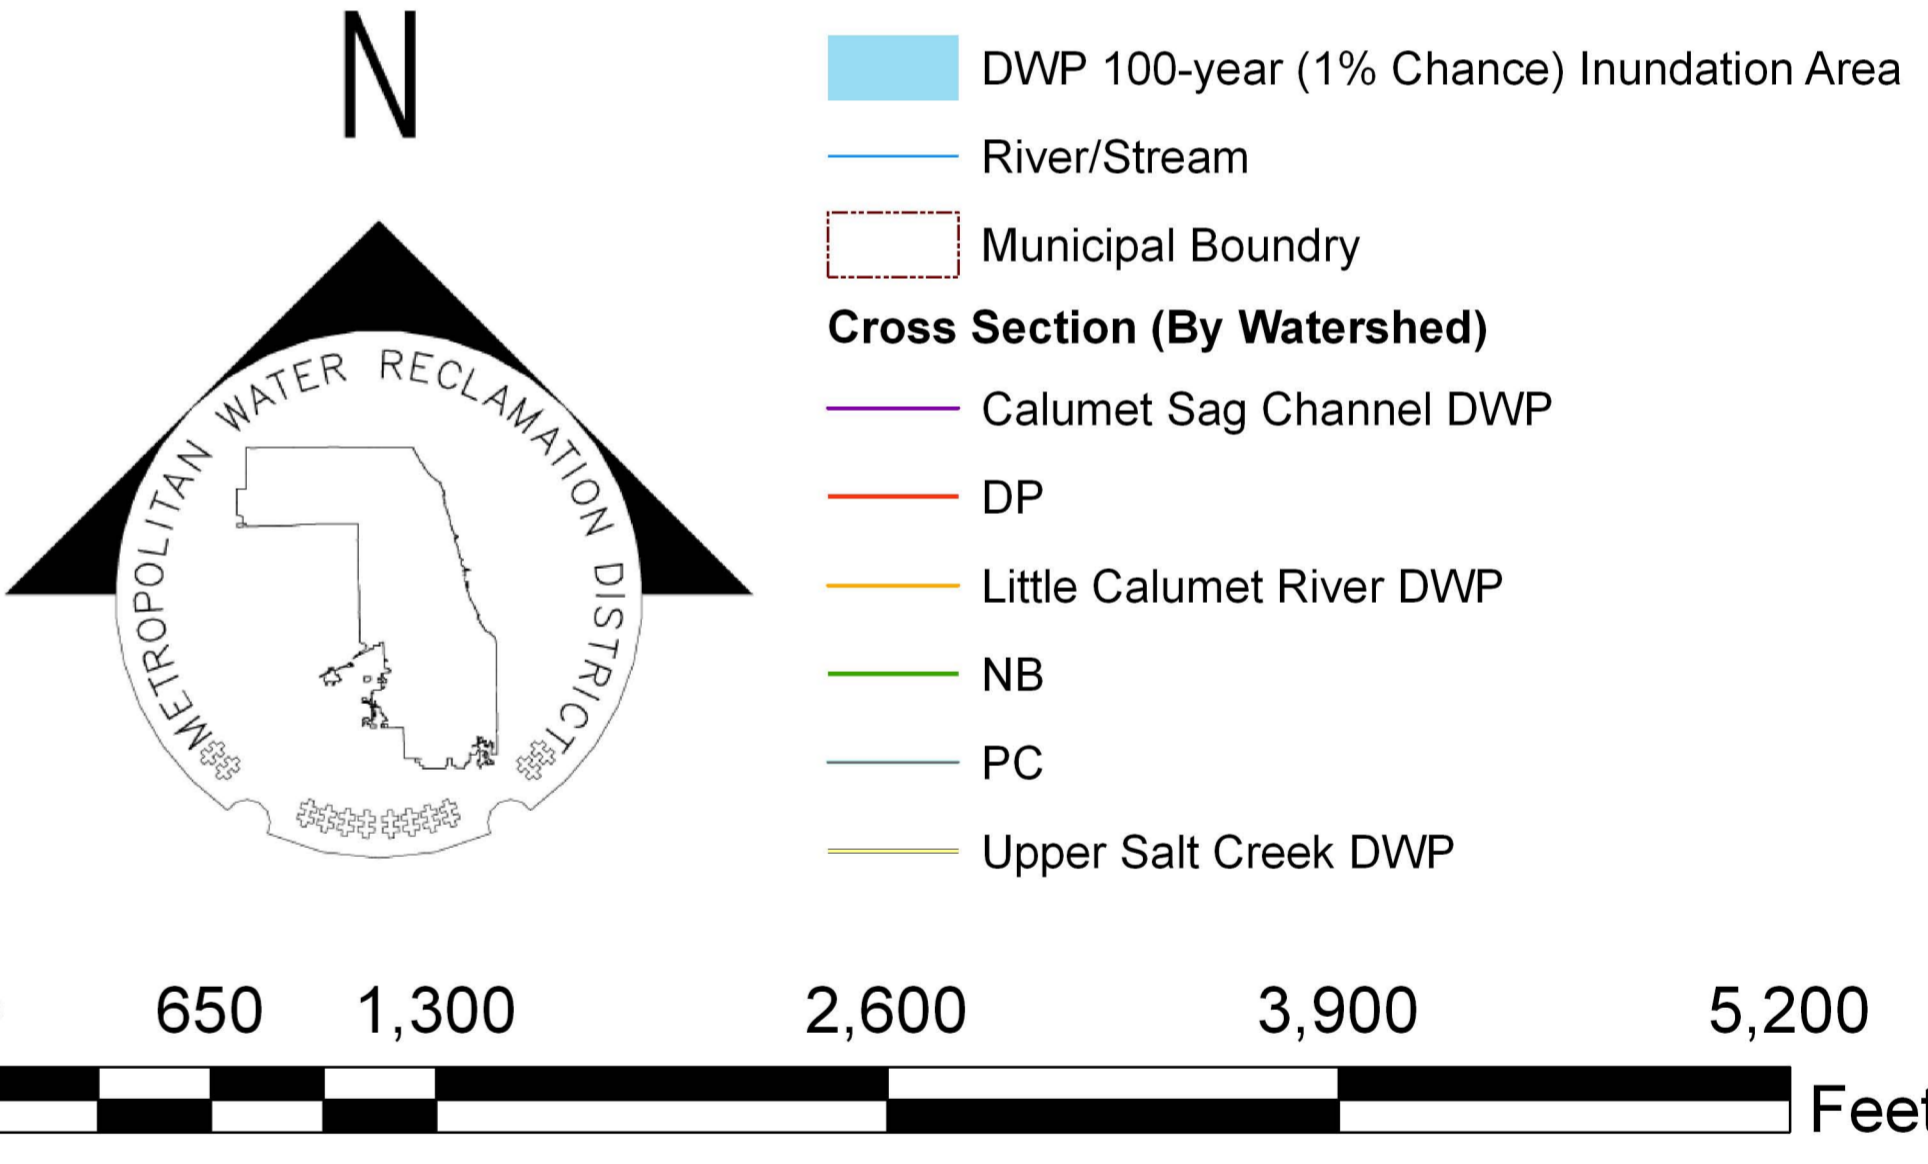 N
METROPOLITAN WATER RECLAMATION DISTRICT
DWP 100-year (1% Chance) Inundation Area
River/Stream
Municipal Boundry
Cross Section (By Watershed)
Calumet Sag Channel DWP
DP
Little Calumet River DWP
NB
PC
Upper Salt Creek DWP
650 1,300 2,600 3,900 5,200
Feet